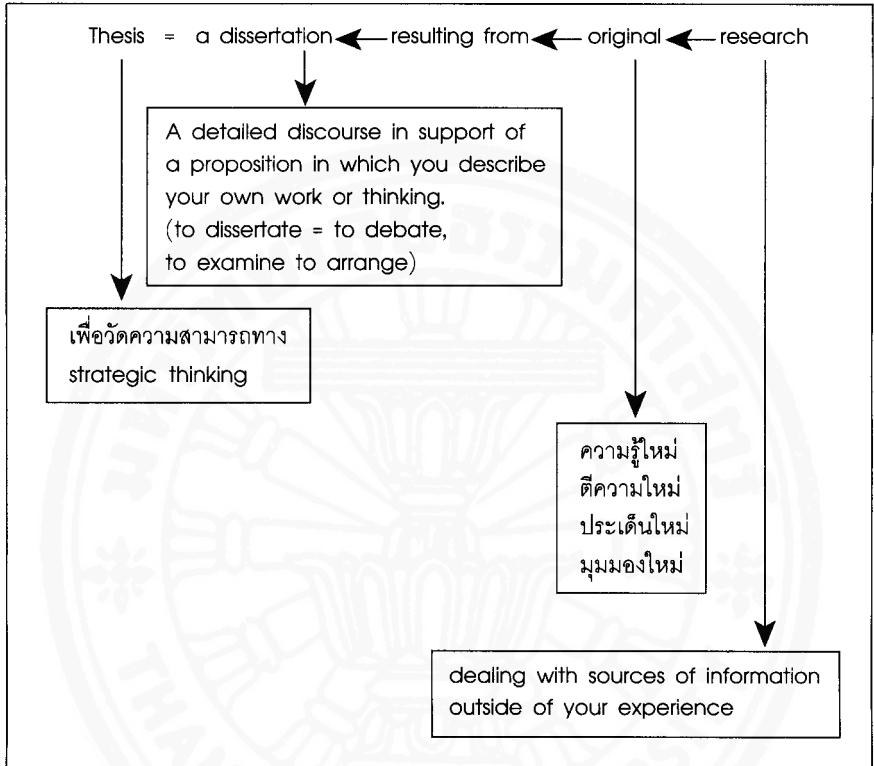 Thesis = a dissertation resulting from original research
A detailed discourse in support of
a proposition in which you describe
your own work or thinking.
(to dissertate = to debate,
to examine to arrange)
เพื่อวัดความสามารถทาง
strategic thinking
ความรู้ใหม่
ตีความใหม่
ประเด็นใหม่
มุมมองใหม่
dealing with sources of information
outside of your experience